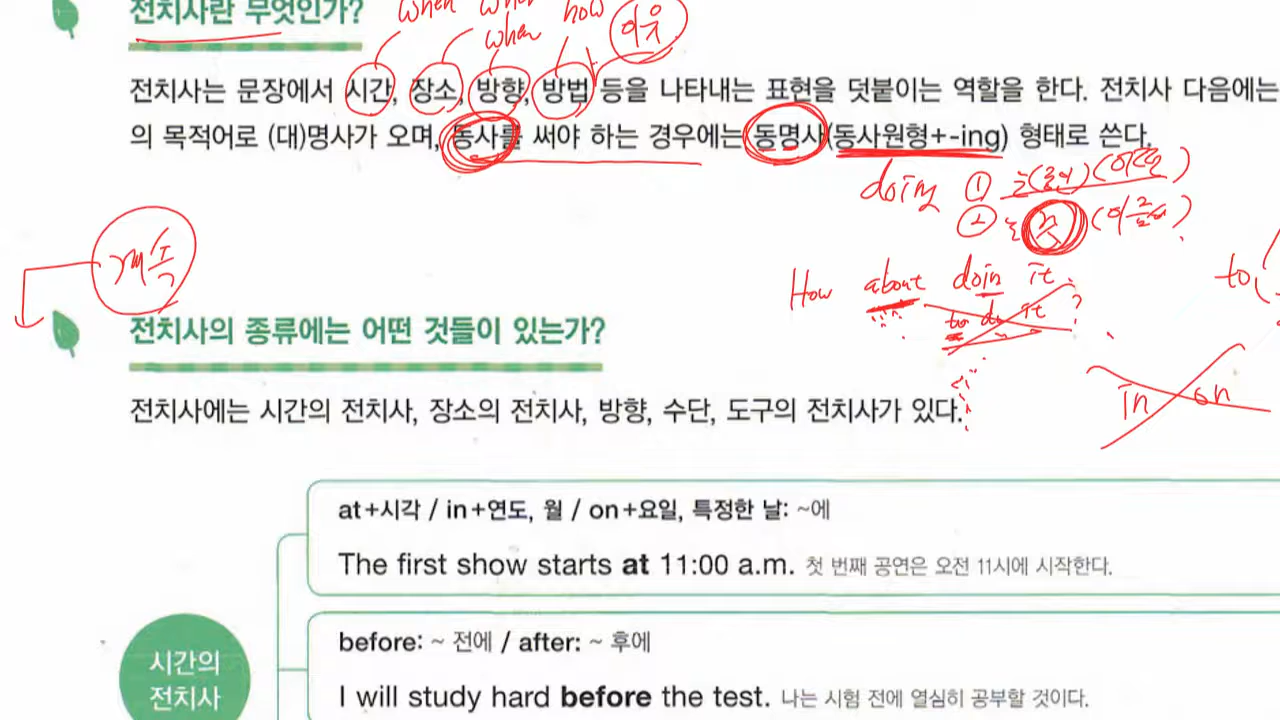 전치사란 무엇인가?
when how
when
이유
전치사는 문장에서 시간, 장소, 방향, 방법 등을 나타내는 표현을 덧붙이는 역할을 한다. 전치사 다음에는
의 목적어로 (대)명사가 오며, 동사를 써야 하는 경우에는 동명사(동사원형+-ing) 형태로 쓴다.
doing ①
②
계속
How about doin it
to do it ?
to
in on
전치사의 종류에는 어떤 것들이 있는가?
전치사에는 시간의 전치사, 장소의 전치사, 방향, 수단, 도구의 전치사가 있다.
at+시각 / in+연도, 월 / on+요일, 특정한 날: ~에
The first show starts at 11:00 a.m. 첫 번째 공연은 오전 11시에 시작한다.
before: ~ 전에 / after: ~ 후에
시간의
전치사
I will study hard before the test. 나는 시험 전에 열심히 공부할 것이다.